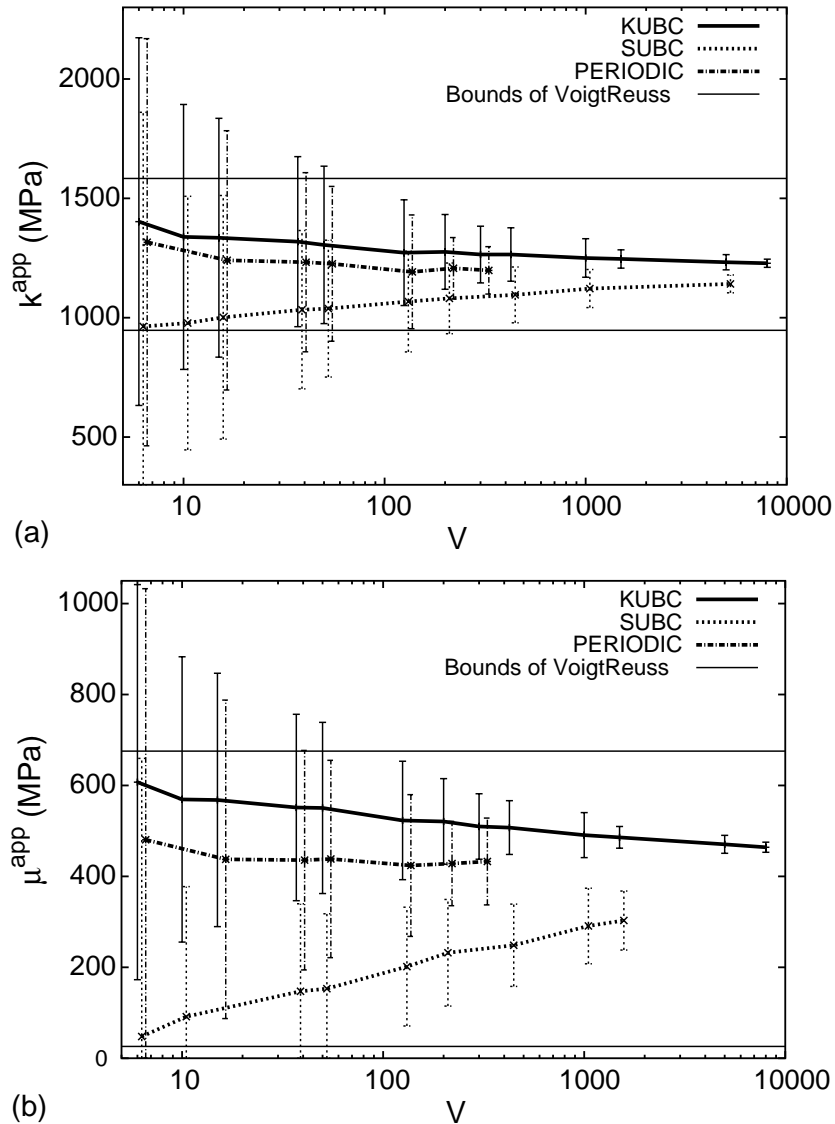 KUBC
SUBC
PERIODIC
Bounds of VoigtReuss
2000
1500
1000
500
k^app (MPa)
10
100
1000
10000
V
(a)
KUBC
SUBC
PERIODIC
Bounds of VoigtReuss
1000
800
600
400
200
0
μ^app (MPa)
10
100
1000
10000
V
(b)